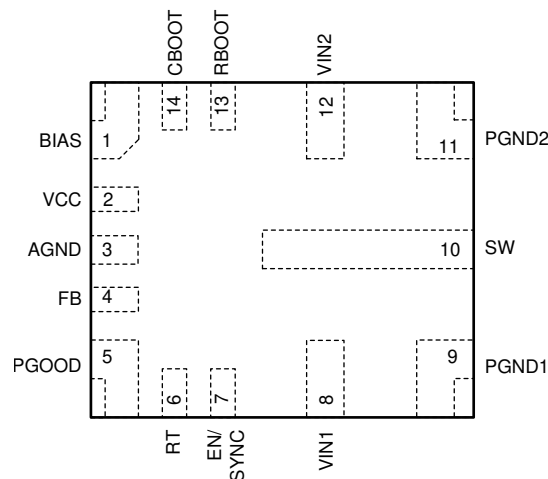 CBOOT
RBOOT
VIN2
14
13
12
BIAS
1
11
PGND2
VCC
2
AGND
3
10
SW
FB
4
PGOOD
5
9
PGND1
6
7
8
RT
EN/
SYNC
VIN1